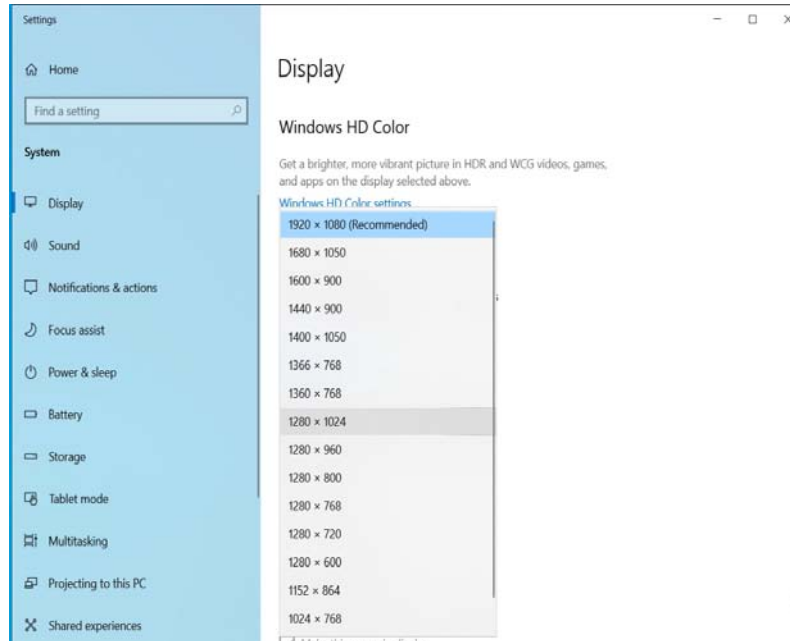 Settings
Home
Find a setting
System
Display
Sound
Notifications & actions
Focus assist
Power & sleep
Battery
Storage
Tablet mode
Multitasking
Projecting to this PC
Shared experiences
Display
Windows HD Color
Get a brighter, more vibrant picture in HDR and WCG videos, games,
and apps on the display selected above.
Windows HD Color settings
1920 × 1080 (Recommended)
1680 × 1050
1600 × 900
1440 × 900
1400 × 1050
1366 × 768
1360 × 768
1280 × 1024
1280 × 960
1280 × 800
1280 × 768
1280 × 720
1280 × 600
1152 × 864
1024 × 768